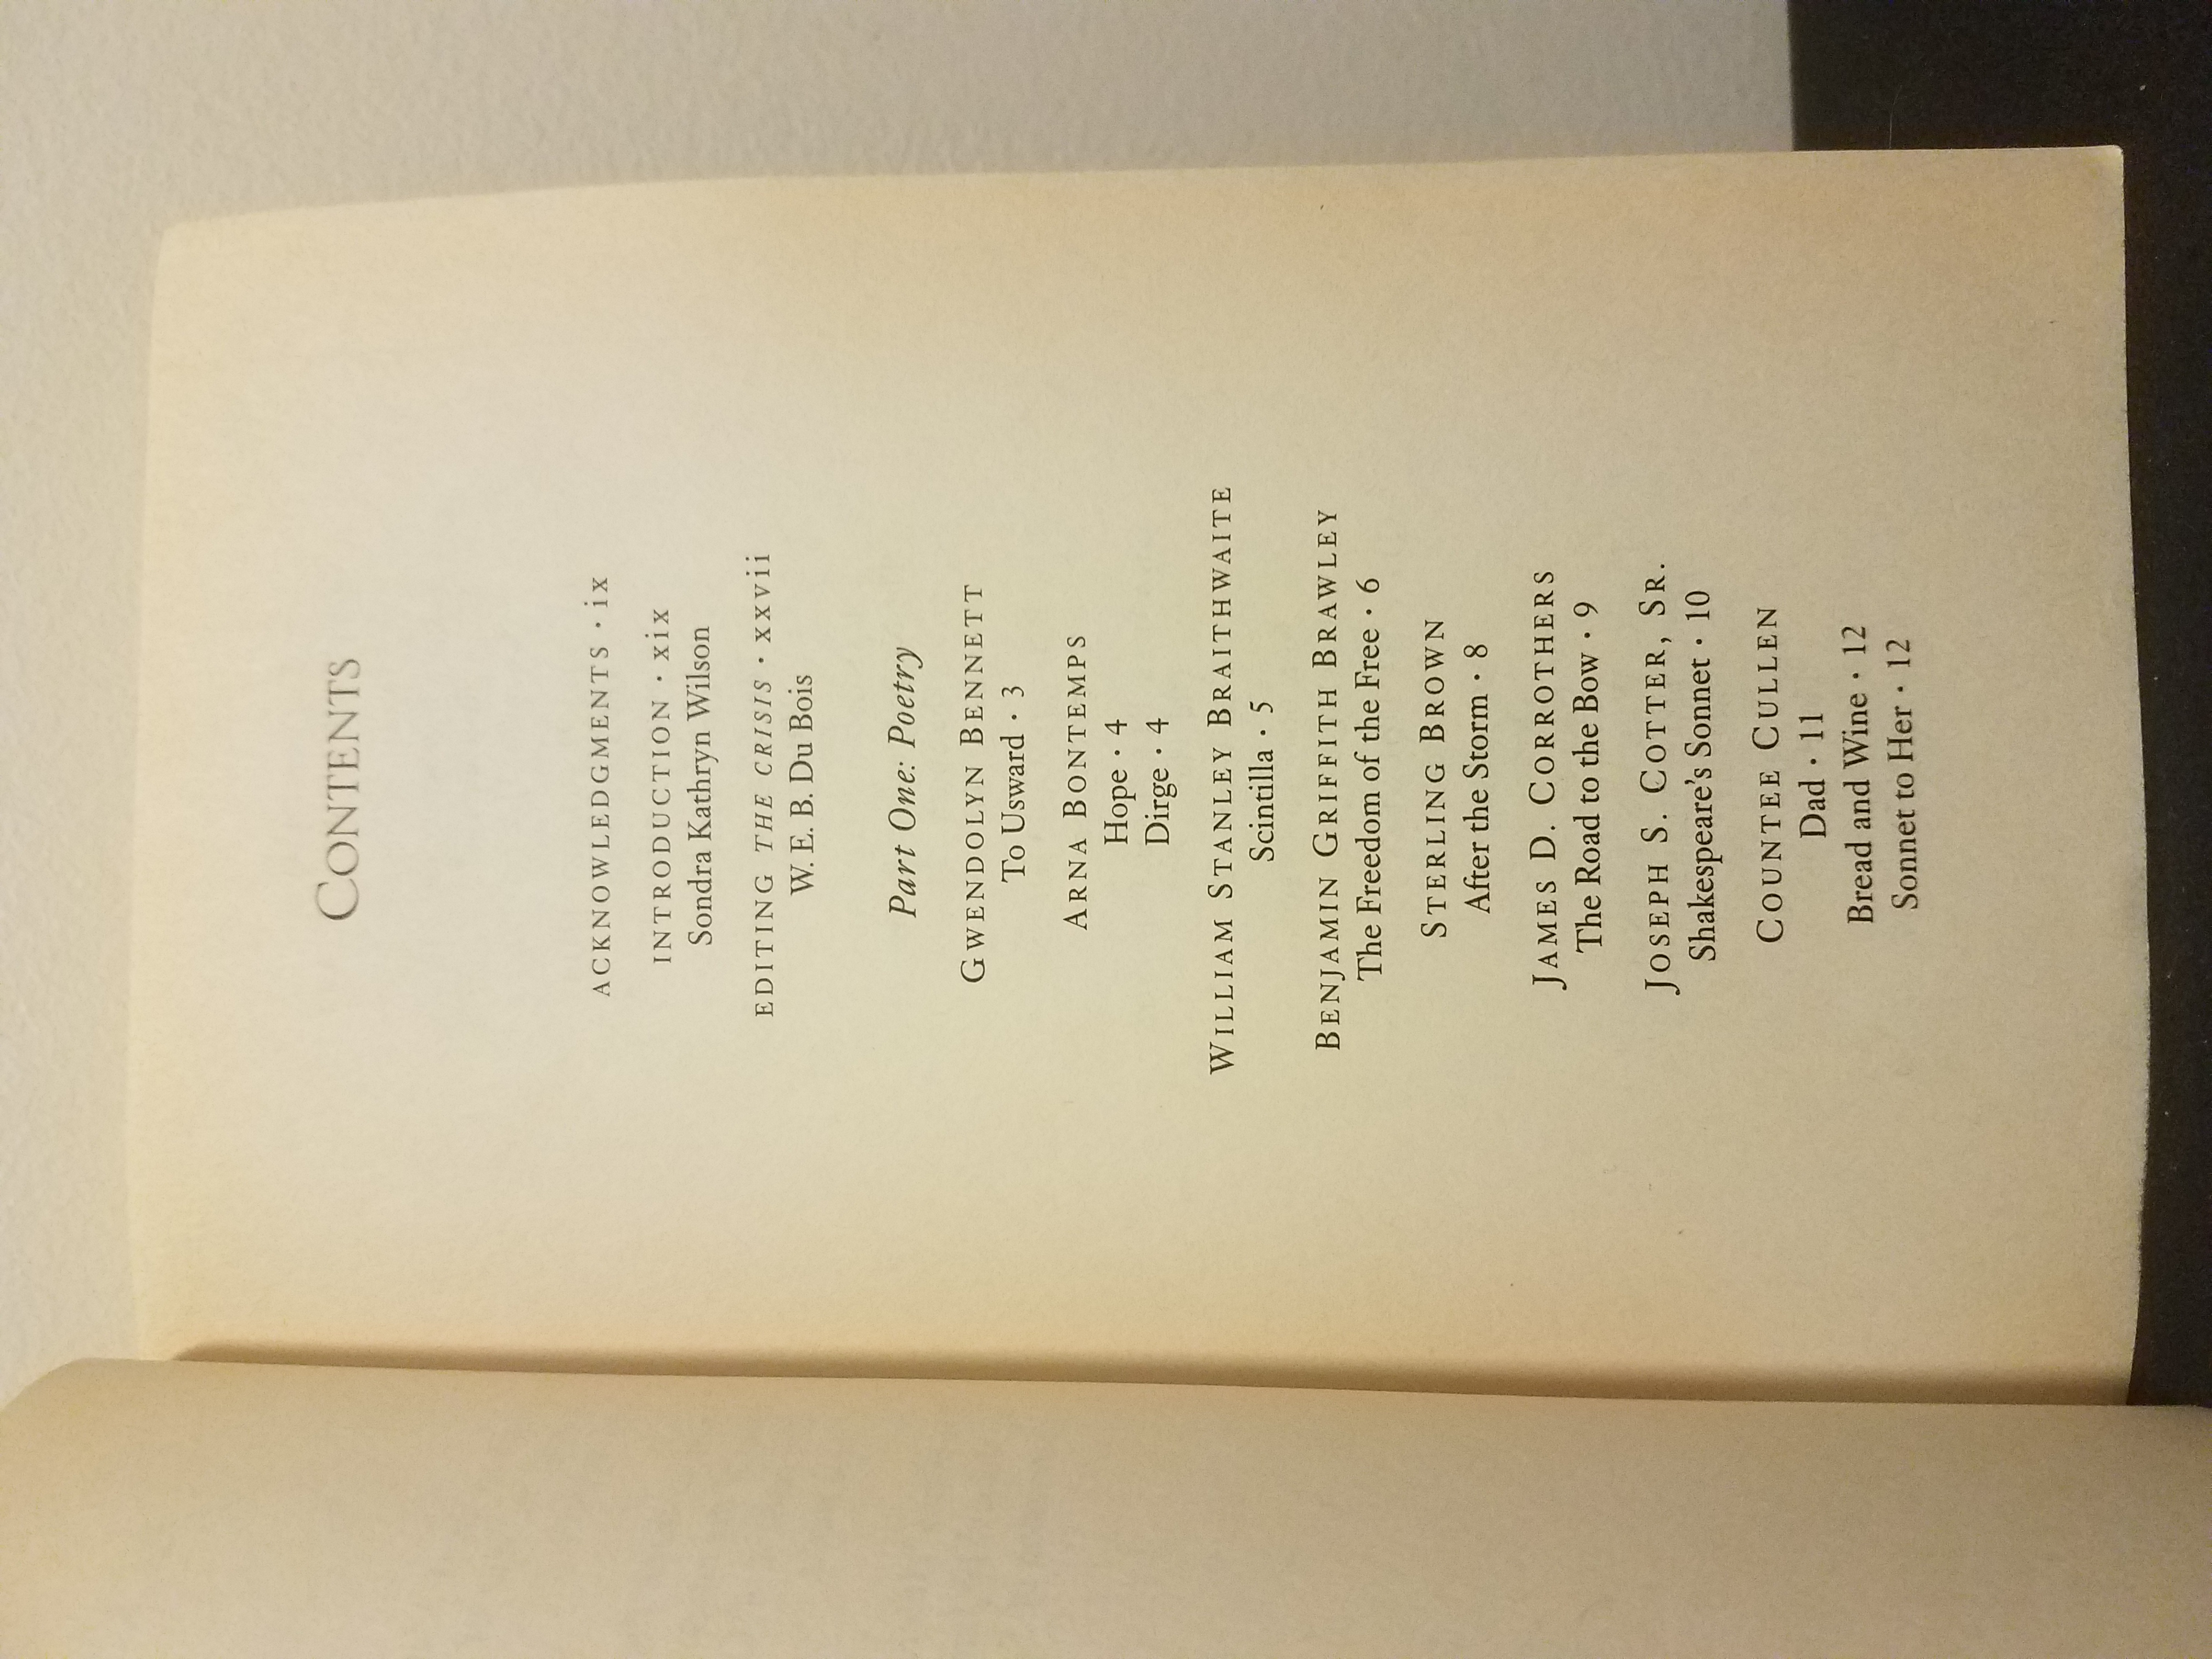 CONTENTS
ACKNOWLEDGMENTS · ix
INTRODUCTION · xix
Sondra Kathryn Wilson
EDITING THE CRISIS · xxvii
W. E. B. Du Bois
Part One: Poetry
GWENDOLYN BENNETT
To Usward · 3
ARNA BONTEMPS
Hope · 4
Dirge · 4
WILLIAM STANLEY BRAITHWAITE
Scintilla · 5
BENJAMIN GRIFFITH BRAWLEY
The Freedom of the Free · 6
STERLING BROWN
After the Storm · 8
JAMES D. CORROTHERS
The Road to the Bow · 9
JOSEPH S. COTTER, SR.
Shakespeare's Sonnet · 10
COUNTEE CULLEN
Dad · 11
Bread and Wine · 12
Sonnet to Her · 12